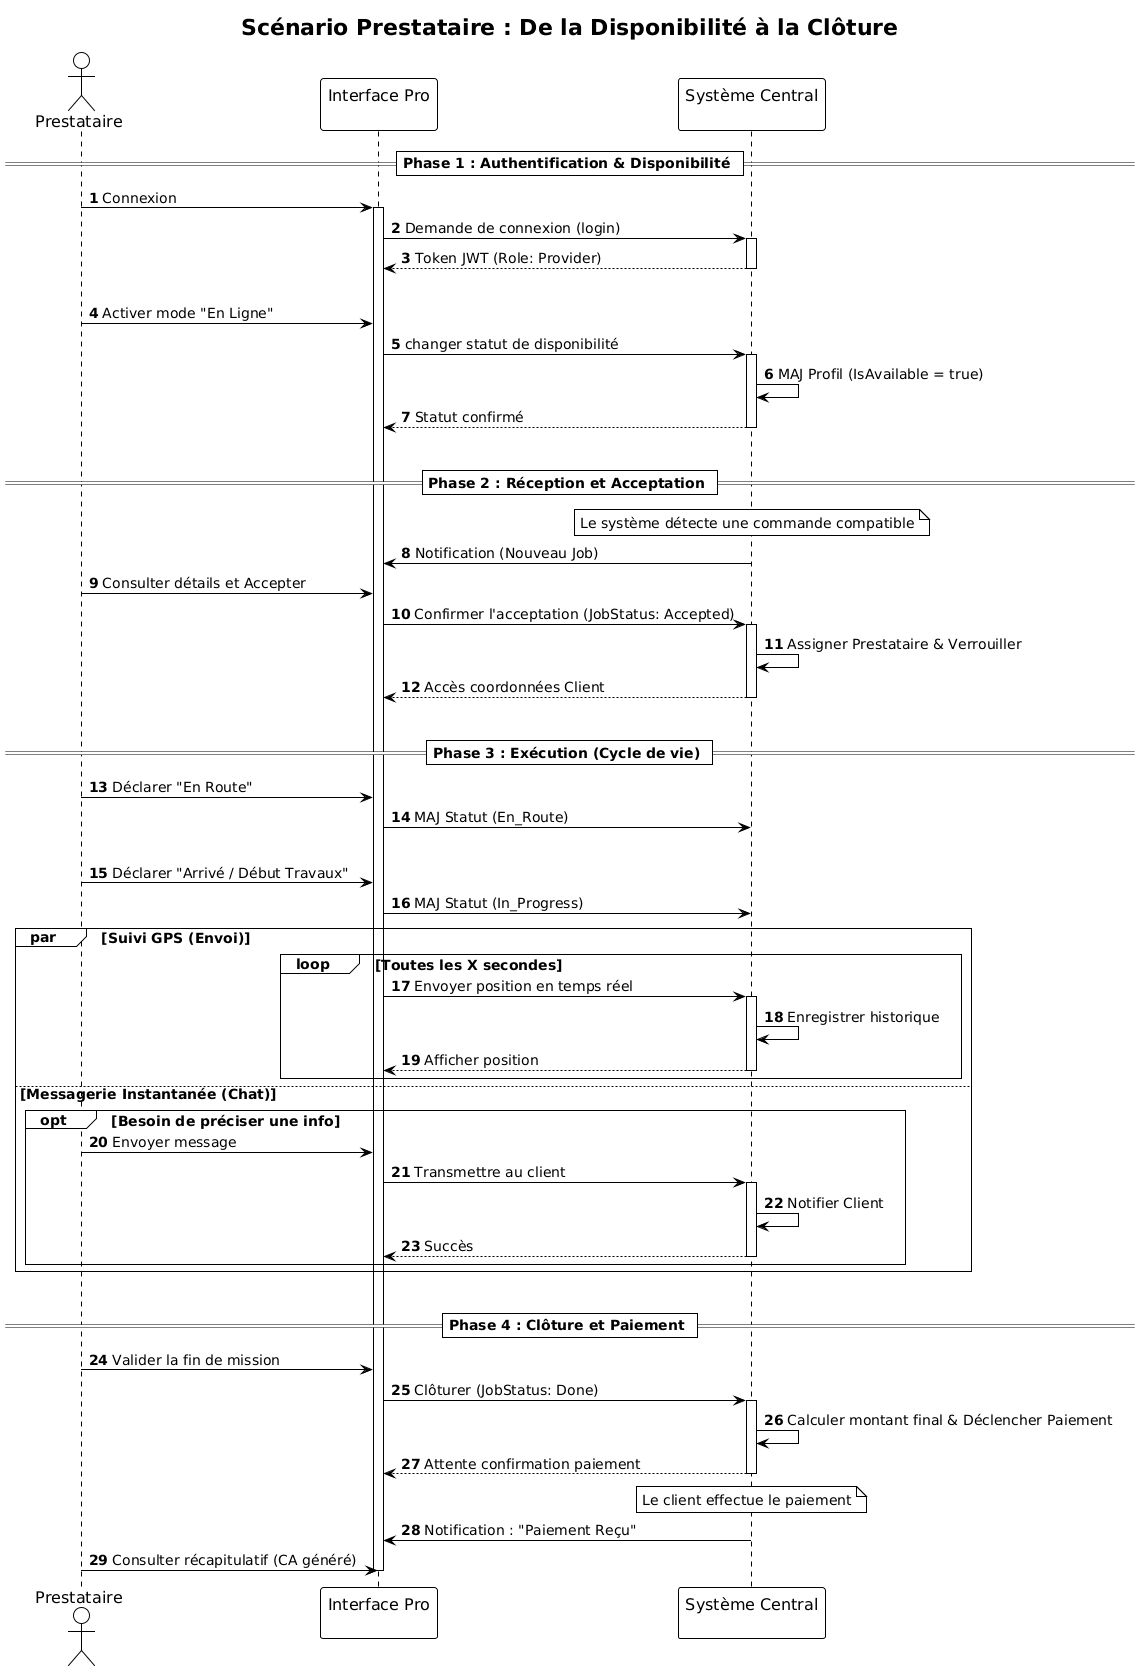 Scénario Prestataire : De la Disponibilité à la Clôture
Prestataire
Interface Pro
Système Central
Phase 1 : Authentification & Disponibilité
1 Connexion
2 Demande de connexion (login)
3 Token JWT (Role: Provider)
4 Activer mode "En Ligne"
5 changer statut de disponibilité
6 MAJ Profil (IsAvailable = true)
7 Statut confirmé
Phase 2 : Réception et Acceptation
Le système détecte une commande compatible
8 Notification (Nouveau Job)
9 Consulter détails et Accepter
10 Confirmer l'acceptation (JobStatus: Accepted)
11 Assigner Prestataire & Verrouiller
12 Accès coordonnées Client
Phase 3 : Exécution (Cycle de vie)
13 Déclarer "En Route"
14 MAJ Statut (En_Route)
15 Déclarer "Arrivé / Début Travaux"
16 MAJ Statut (In_Progress)
par [Suivi GPS (Envoi)]
loop [Toutes les X secondes]
17 Envoyer position en temps réel
18 Enregistrer historique
19 Afficher position
[Messagerie Instantanée (Chat)]
opt [Besoin de préciser une info]
20 Envoyer message
21 Transmettre au client
22 Notifier Client
23 Succès
Phase 4 : Clôture et Paiement
24 Valider la fin de mission
25 Clôturer (JobStatus: Done)
26 Calculer montant final & Déclencher Paiement
27 Attente confirmation paiement
Le client effectue le paiement
28 Notification : "Paiement Reçu"
29 Consulter récapitulatif (CA généré)
Prestataire
Interface Pro
Système Central